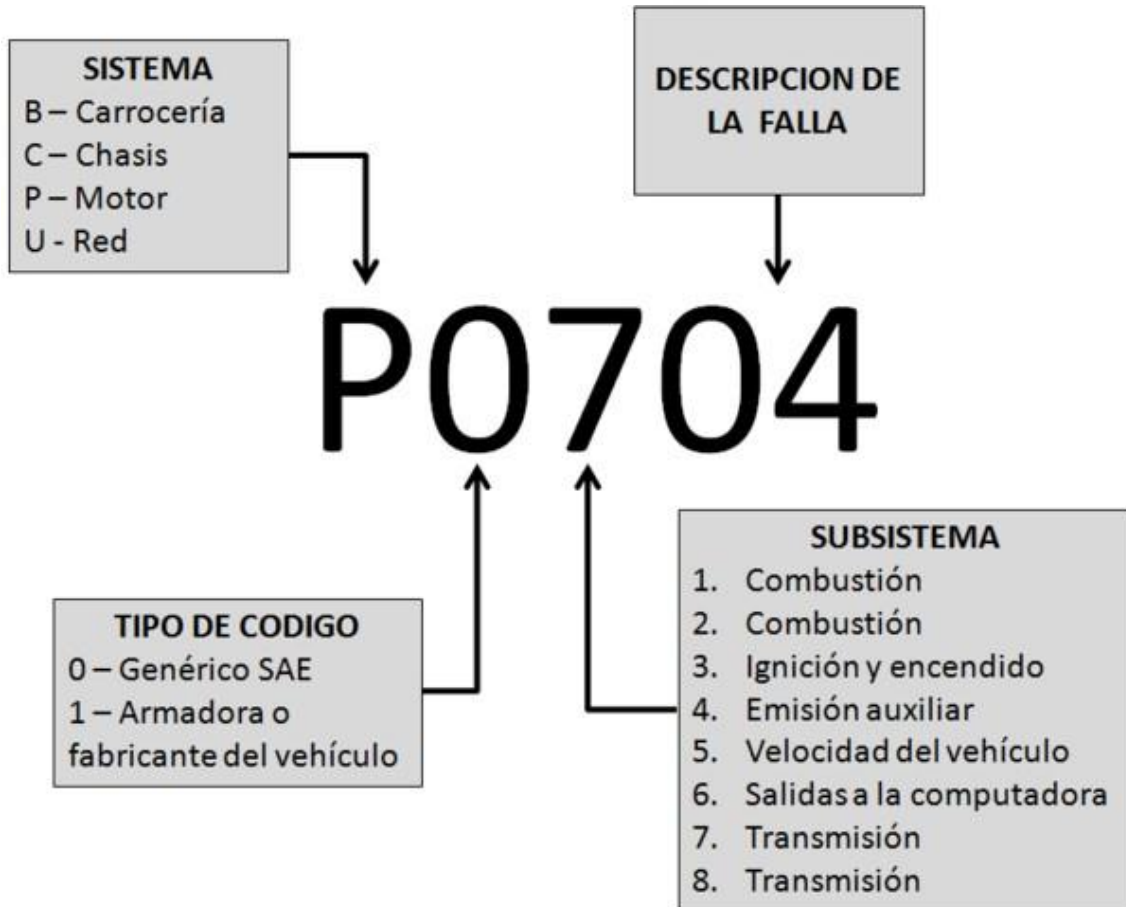 SISTEMA
B – Carrocería
C – Chasis
P – Motor
U - Red
DESCRIPCION DE
LA FALLA
P0704
TIPO DE CODIGO
0 – Genérico SAE
1 – Armadora o
fabricante del vehículo
SUBSISTEMA
1. Combustión
2. Combustión
3. Ignición y encendido
4. Emisión auxiliar
5. Velocidad del vehículo
6. Salidas a la computadora
7. Transmisión
8. Transmisión